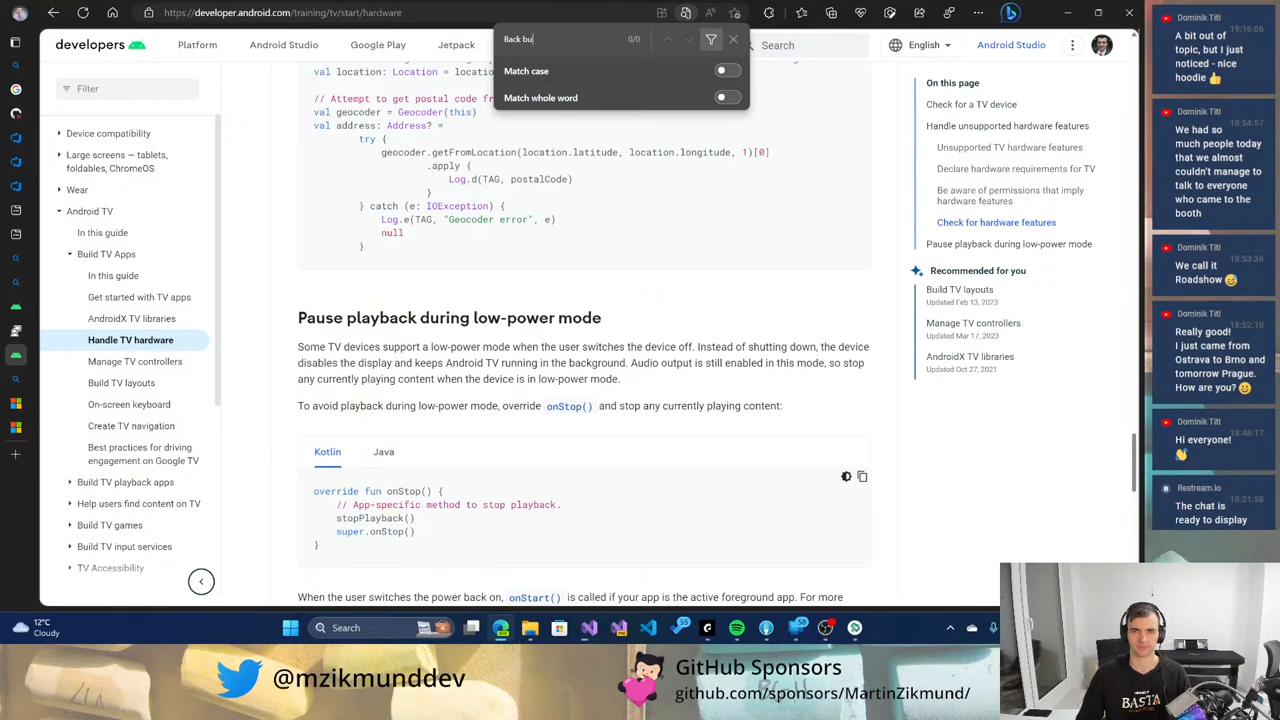 https://developer.android.com/training/tv/start/hardware
developers
Platform
Android Studio
Google Play
Jetpack
Back bu
0/0
Match case
Match whole word
Search
English
Android Studio
Filter
Device compatibility
Large screens — tablets,
foldables, ChromeOS
Wear
Android TV
In this guide
Build TV Apps
In this guide
Get started with TV apps
AndroidX TV libraries
Handle TV hardware
Manage TV controllers
Build TV layouts
On-screen keyboard
Create TV navigation
Best practices for driving
engagement on Google TV
Build TV playback apps
Help users find content on TV
Build TV games
Build TV input services
TV Accessibility
val location: Location = locatio
// Attempt to get postal code fr
val geocoder = Geocoder(this)
val address: Address? =
try {
geocoder.getFromLocation(location.latitude, location.longitude, 1)[0]
.apply {
Log.d(TAG, postalCode)
}
} catch (e: IOException) {
Log.e(TAG, "Geocoder error", e)
null
}
Pause playback during low-power mode
Some TV devices support a low-power mode when the user switches the device off. Instead of shutting down, the device
disables the display and keeps Android TV running in the background. Audio output is still enabled in this mode, so stop
any currently playing content when the device is in low-power mode.
To avoid playback during low-power mode, override onStop() and stop any currently playing content:
Kotlin
Java
override fun onStop() {
// App-specific method to stop playback.
stopPlayback()
super.onStop()
}
When the user switches the power back on, onStart() is called if your app is the active foreground app. For more
On this page
Check for a TV device
Handle unsupported hardware features
Unsupported TV hardware features
Declare hardware requirements for TV
Be aware of permissions that imply
hardware features
Check for hardware features
Pause playback during low-power mode
Recommended for you
Build TV layouts
Updated Feb 13, 2023
Manage TV controllers
Updated Mar 17, 2023
AndroidX TV libraries
Updated Oct 27, 2021
Dominik Titl
19:16:06
A bit out of
topic, but I just
noticed - nice
hoodie 👍
Dominik Titl
18:54:57
We had so
much people today
that we almost
couldn't manage to
talk to everyone
who came to the
booth
Dominik Titl
18:53:36
We call it
Roadshow 😅
Dominik Titl
18:52:10
Really good!
I just came from
Ostrava to Brno and
tomorrow Prague.
How are you? 😃
Dominik Titl
18:48:17
Hi everyone!
👋
Restream.io
18:21:58
The chat is
ready to display
12°C
Cloudy
Search
@mzikmunddev
GitHub Sponsors
github.com/sponsors/MartinZikmund/
BASTA